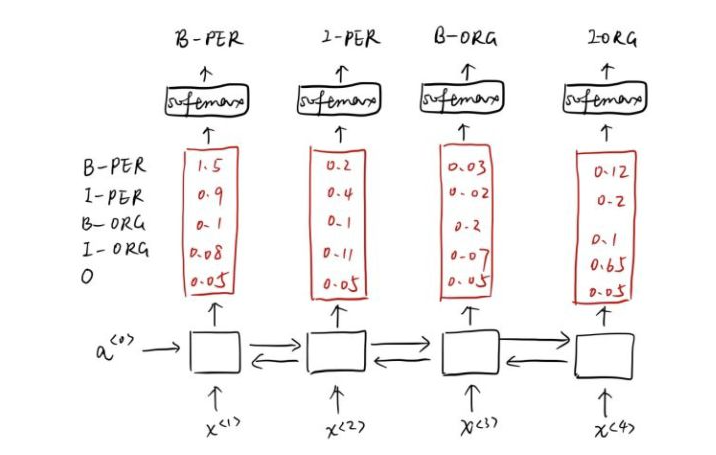 B-PER I-PER B-ORG I-ORG
softmax softmax softmax softmax
B-PER 1.5 0.2 0.03 0.12
I-PER 0.9 0.4 0.02 0.2
B-ORG 0.1 0.1 0.2 0.1
I-ORG 0.08 0.11 0.07 0.65
O 0.05 0.05 0.05 0.05
a<0>
x<1> x<2> x<3> x<4>